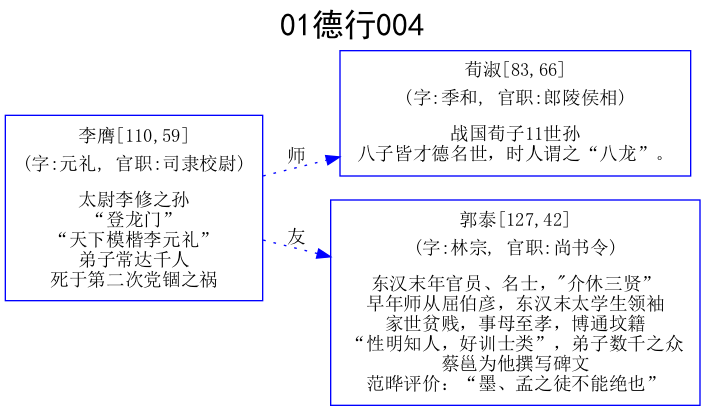 01德行004
李膺[110,59]
(字:元礼, 官职:司隶校尉)
太尉李修之孙
“登龙门”
“天下模楷李元礼”
弟子常达千人
死于第二次党锢之祸
师
友
荀淑[83,66]
(字:季和, 官职:郎陵侯相)
战国荀子11世孙
八子皆才德名世，时人谓之“八龙”。
郭泰[127,42]
(字:林宗, 官职:尚书令)
东汉末年官员、名士，"介休三贤”
早年师从屈伯彦，东汉末太学生领袖
家世贫贱，事母至孝，博通坟籍
“性明知人，好训士类”，弟子数千之众
蔡邕为他撰写碑文
范晔评价：“墨、孟之徒不能绝也”